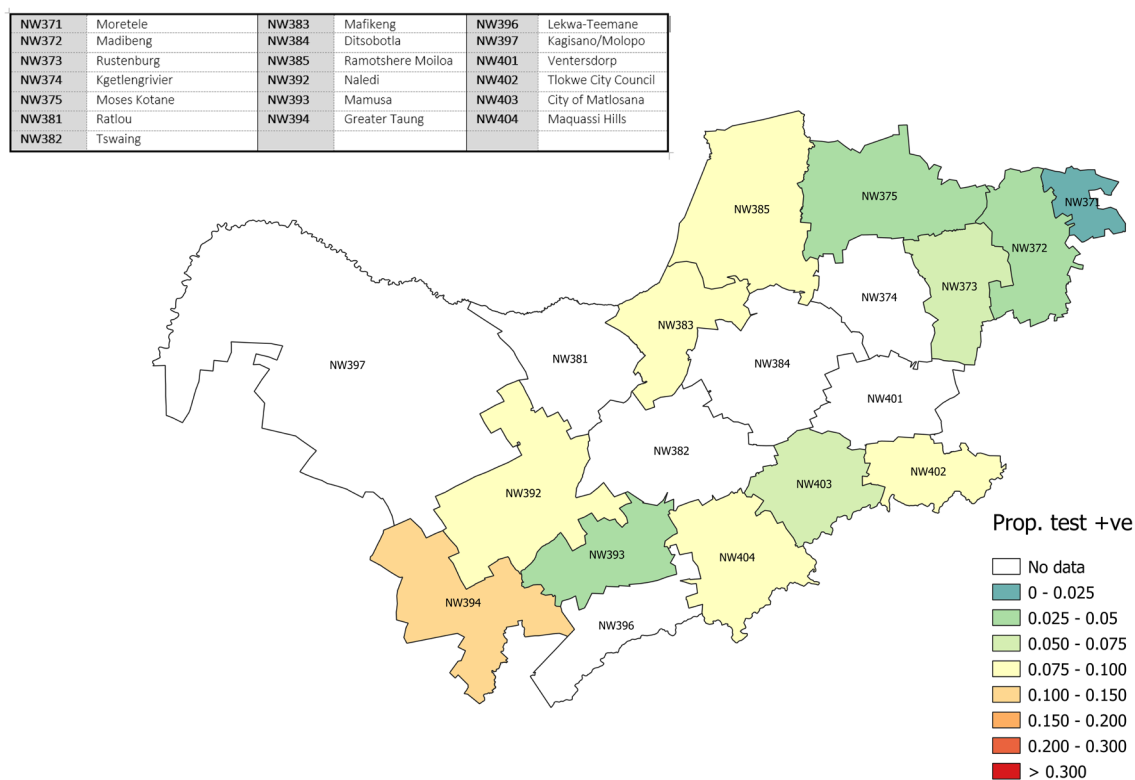 NW371 Moretele NW383 Mafikeng NW396 Lekwa-Teemane
NW372 Madibeng NW384 Ditsobotla NW397 Kagisano/Molopo
NW373 Rustenburg NW385 Ramotshere Moiloa NW401 Ventersdorp
NW374 Kgetlengrivier NW392 Naledi NW402 Tlokwe City Council
NW375 Moses Kotane NW393 Mamusa NW403 City of Matlosana
NW381 Ratlou NW394 Greater Taung NW404 Maquassi Hills
NW382 Tswaing
NW375
NW371
NW385
NW372
NW373
NW374
NW383
NW381
NW397
NW384
NW401
NW382
NW402
NW403
NW392
NW393
NW404
NW394
NW396
Prop. test +ve
No data
0 - 0.025
0.025 - 0.05
0.050 - 0.075
0.075 - 0.100
0.100 - 0.150
0.150 - 0.200
0.200 - 0.300
> 0.300